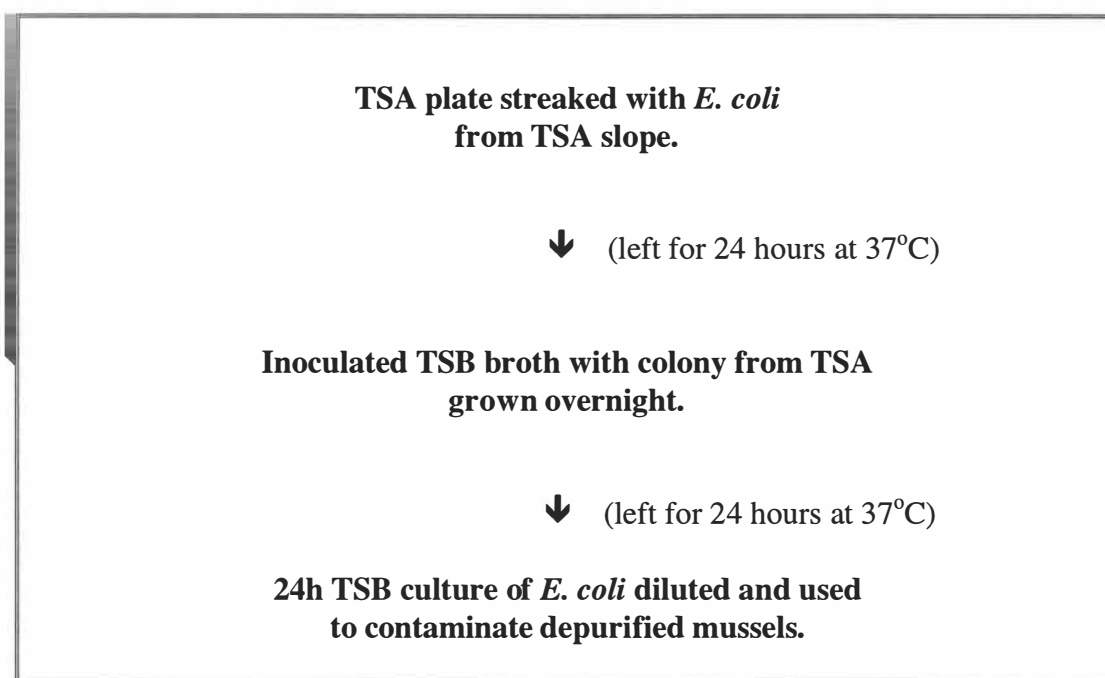 TSA plate streaked with E. coli
from TSA slope.
🡻 (left for 24 hours at 37°C)
Inoculated TSB broth with colony from TSA
grown overnight.
🡻 (left for 24 hours at 37°C)
24h TSB culture of E. coli diluted and used
to contaminate depurified mussels.